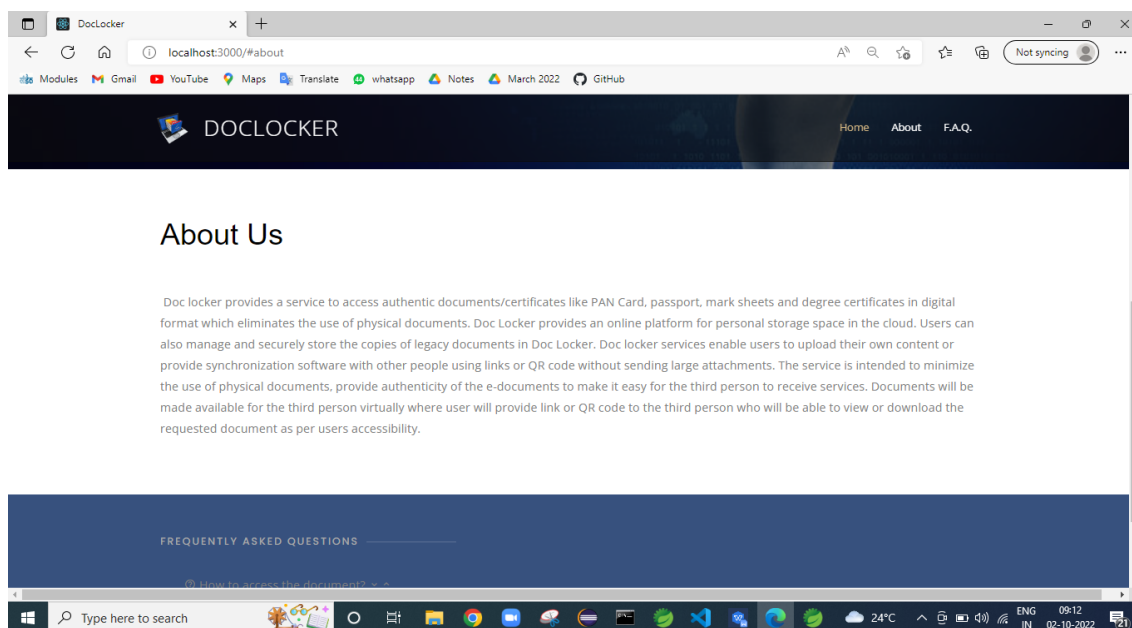 DocLocker
localhost:3000/#about
Not syncing
Modules Gmail YouTube Maps Translate whatsapp Notes March 2022 GitHub
DOCLOCKER
Home About F.A.Q.
About Us
Doc locker provides a service to access authentic documents/certificates like PAN Card, passport, mark sheets and degree certificates in digital
format which eliminates the use of physical documents. Doc Locker provides an online platform for personal storage space in the cloud. Users can
also manage and securely store the copies of legacy documents in Doc Locker. Doc locker services enable users to upload their own content or
provide synchronization software with other people using links or QR code without sending large attachments. The service is intended to minimize
the use of physical documents, provide authenticity of the e-documents to make it easy for the third person to receive services. Documents will be
made available for the third person virtually where user will provide link or QR code to the third person who will be able to view or download the
requested document as per users accessibility.
FREQUENTLY ASKED QUESTIONS
How to access the document?
Type here to search
24°C
ENG
IN
09:12
02-10-2022
21